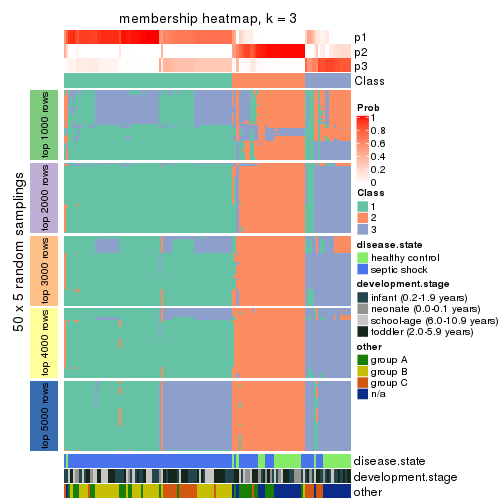 membership heatmap, k = 3
p1
p2
p3
Class
50 x 5 random samplings
top 1000 rows
top 2000 rows
top 3000 rows
top 4000 rows
top 5000 rows
Prob
1
0.8
0.6
0.4
0.2
0
Class
1
2
3
disease.state
healthy control
septic shock
development.stage
infant (0.2-1.9 years)
neonate (0.0-0.1 years)
school-age (6.0-10.9 years)
toddler (2.0-5.9 years)
other
group A
group B
group C
n/a
disease.state
development.stage
other